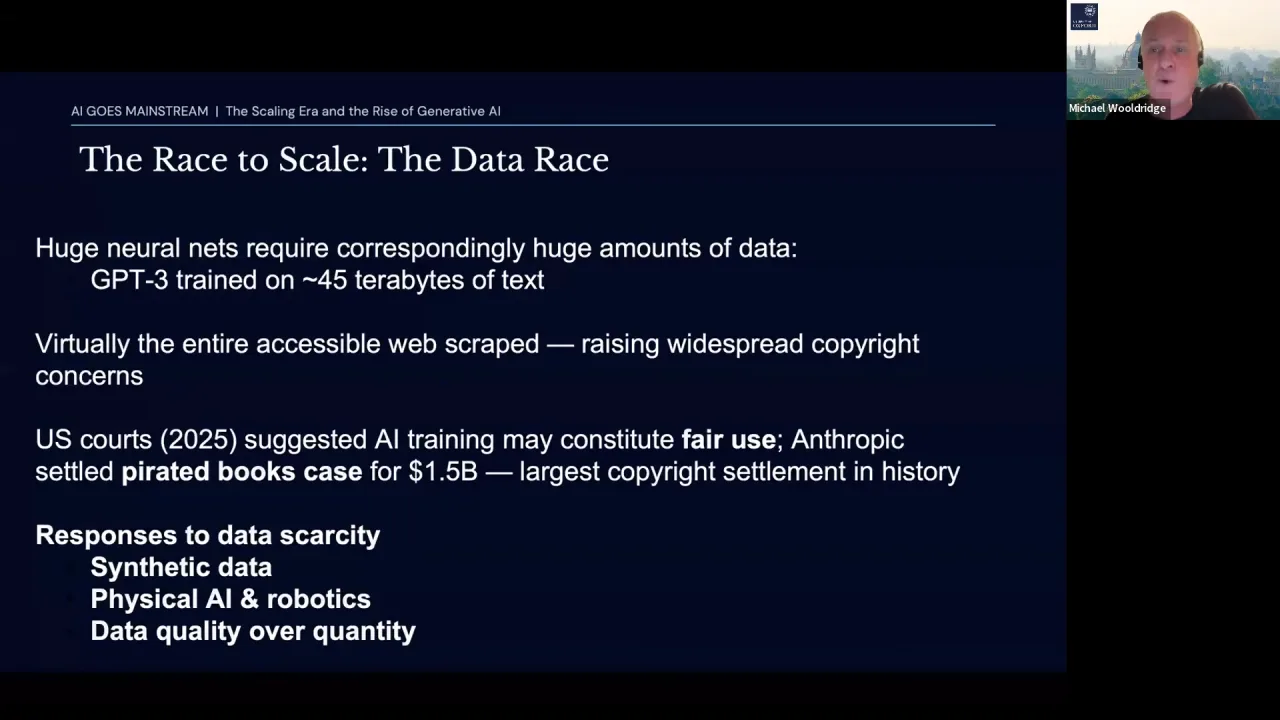 AI GOES MAINSTREAM | The Scaling Era and the Rise of Generative AI
The Race to Scale: The Data Race
Huge neural nets require correspondingly huge amounts of data:
GPT-3 trained on ~45 terabytes of text
Virtually the entire accessible web scraped — raising widespread copyright
concerns
US courts (2025) suggested AI training may constitute fair use; Anthropic
settled pirated books case for $1.5B — largest copyright settlement in history
Responses to data scarcity
Synthetic data
Physical AI & robotics
Data quality over quantity
OXFORD
Michael Wooldridge